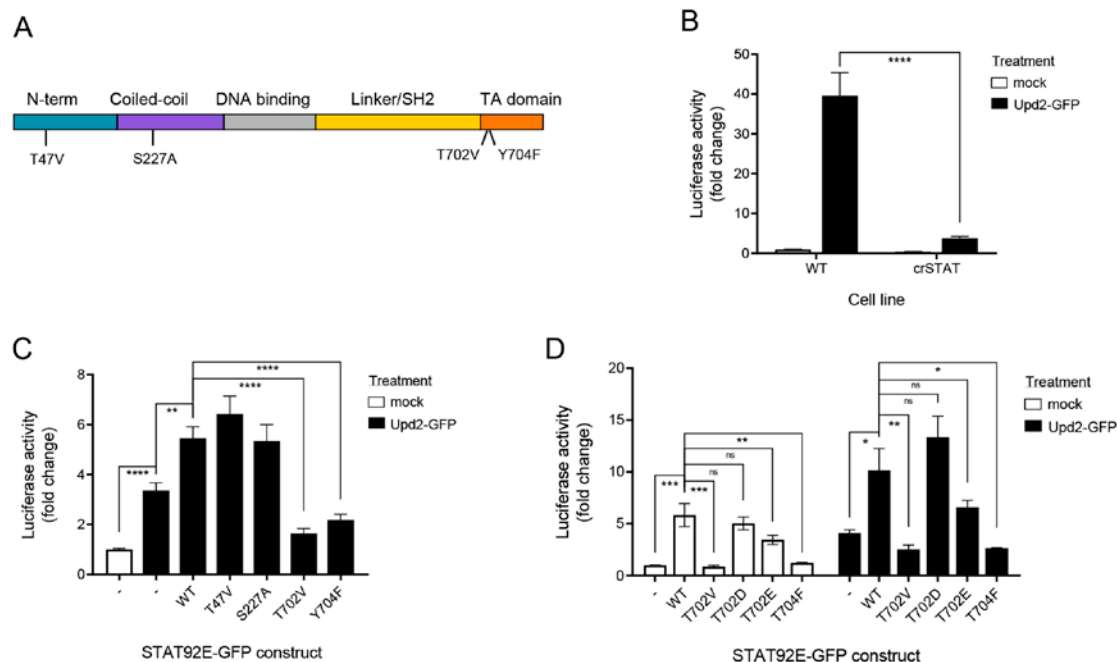 A
N-term Coiled-coil DNA binding Linker/SH2 TA domain
T47V S227A T702V Y704F
B
Luciferase activity
(fold change)
50
40
30
20
10
0
****
WT crSTAT
Cell line
Treatment
mock
Upd2-GFP
C
Luciferase activity
(fold change)
8
6
4
2
0
****
****
**
****
- - WT T47V S227A T702V Y704F
STAT92E-GFP construct
Treatment
mock
Upd2-GFP
D
Luciferase activity
(fold change)
20
15
10
5
0
**
ns
*** ***
*
ns
ns
* **
- WT T702V T702D T702E T704F - WT T702V T702D T702E T704F
STAT92E-GFP construct
Treatment
mock
Upd2-GFP